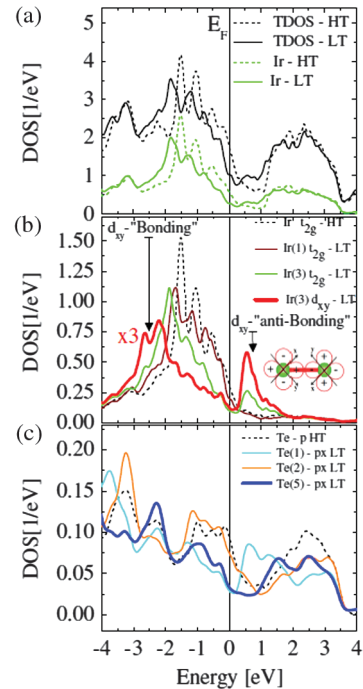 (a)
E_F
TDOS - HT
TDOS - LT
Ir - HT
Ir - LT
DOS[1/eV]
5
4
3
2
1
0
(b)
d_xy-"Bonding"
Ir t_2g - HT
Ir(1) t_2g - LT
Ir(3) t_2g - LT
Ir(3) d_xy - LT
x3
d_xy-"anti-Bonding"
DOS[1/eV]
1.50
1.25
1.00
0.75
0.50
0.25
0.00
- + - + -
+ - + -
(c)
Te - p HT
Te(1) - px LT
Te(2) - px LT
Te(5) - px LT
DOS[1/eV]
0.20
0.15
0.10
0.05
0.00
-4 -3 -2 -1 0 1 2 3 4
Energy [eV]